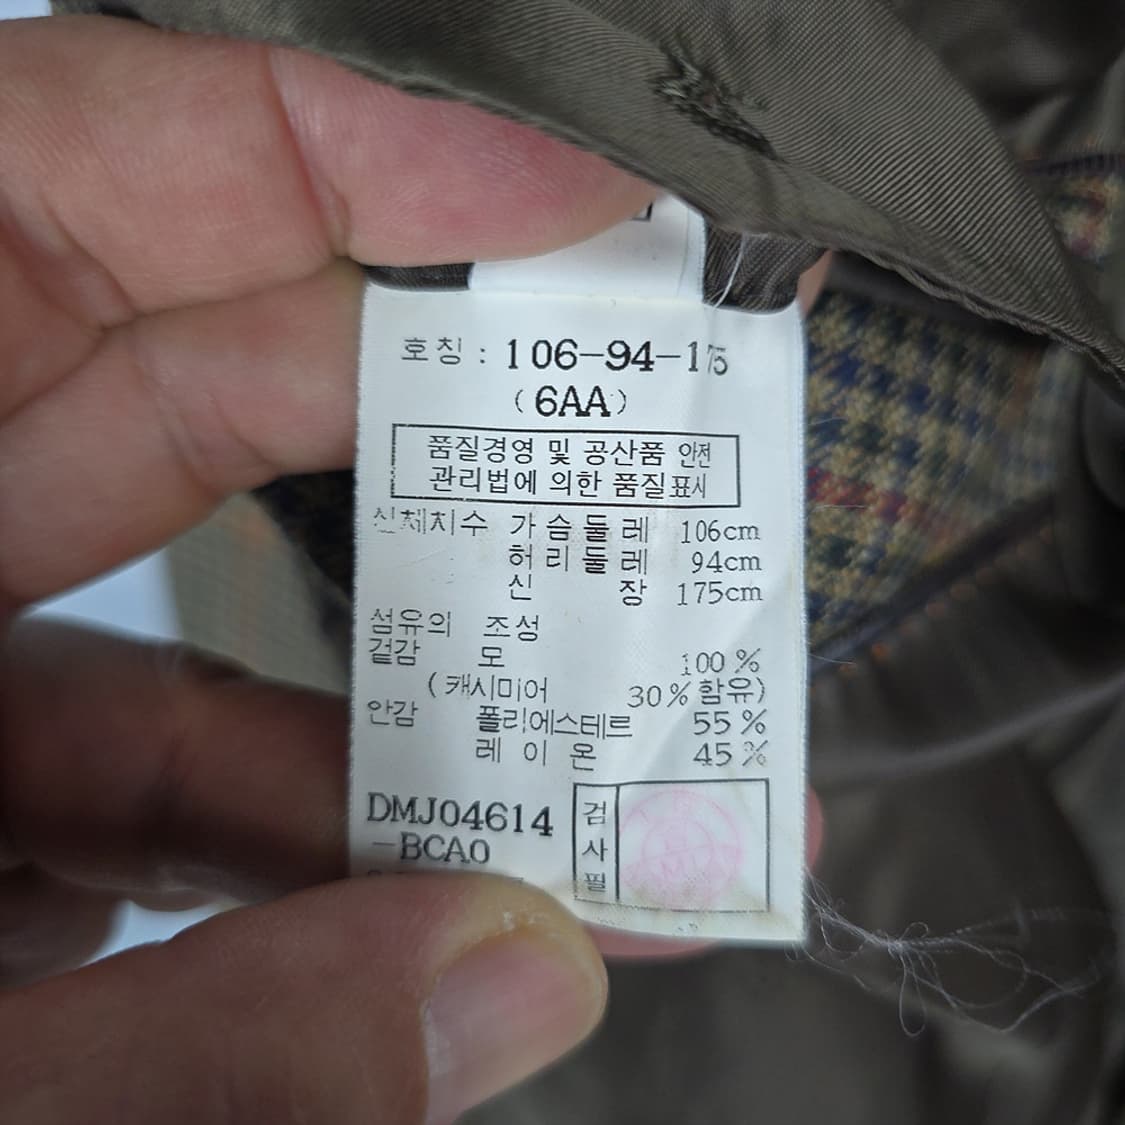 호칭 : 106-94-175
(6AA)
품질경영 및 공산품 안전
관리법에 의한 품질표시
신체치수 가슴둘레 106cm
허리둘레 94cm
신 장 175cm
섬유의 조성
겉감 모 100%
(캐시미어 30%함유)
안감 폴리에스테르 55%
레이온 45%
DMJ04614
-BCA0
검
사
필